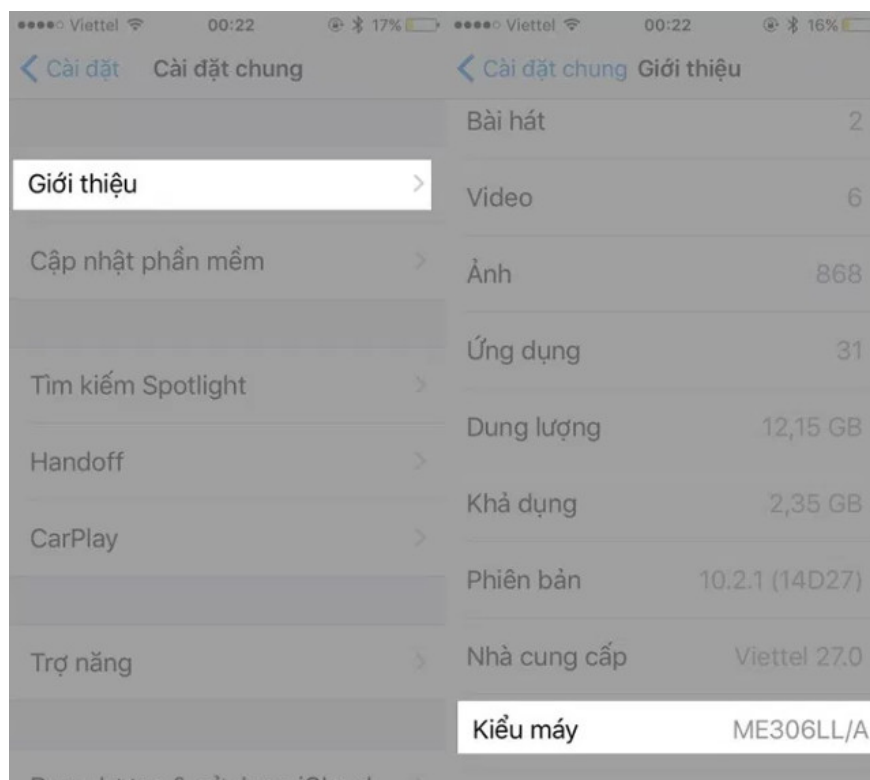 Viettel 00:22 17%
Cài đặt Cài đặt chung
Giới thiệu
Cập nhật phần mềm
Tìm kiếm Spotlight
Handoff
CarPlay
Trợ năng
Viettel 00:22 16%
Cài đặt chung Giới thiệu
Bài hát 2
Video 6
Ảnh 868
Ứng dụng 31
Dung lượng 12,15 GB
Khả dụng 2,35 GB
Phiên bản 10.2.1 (14D27)
Nhà cung cấp Viettel 27.0
Kiểu máy ME306LL/A